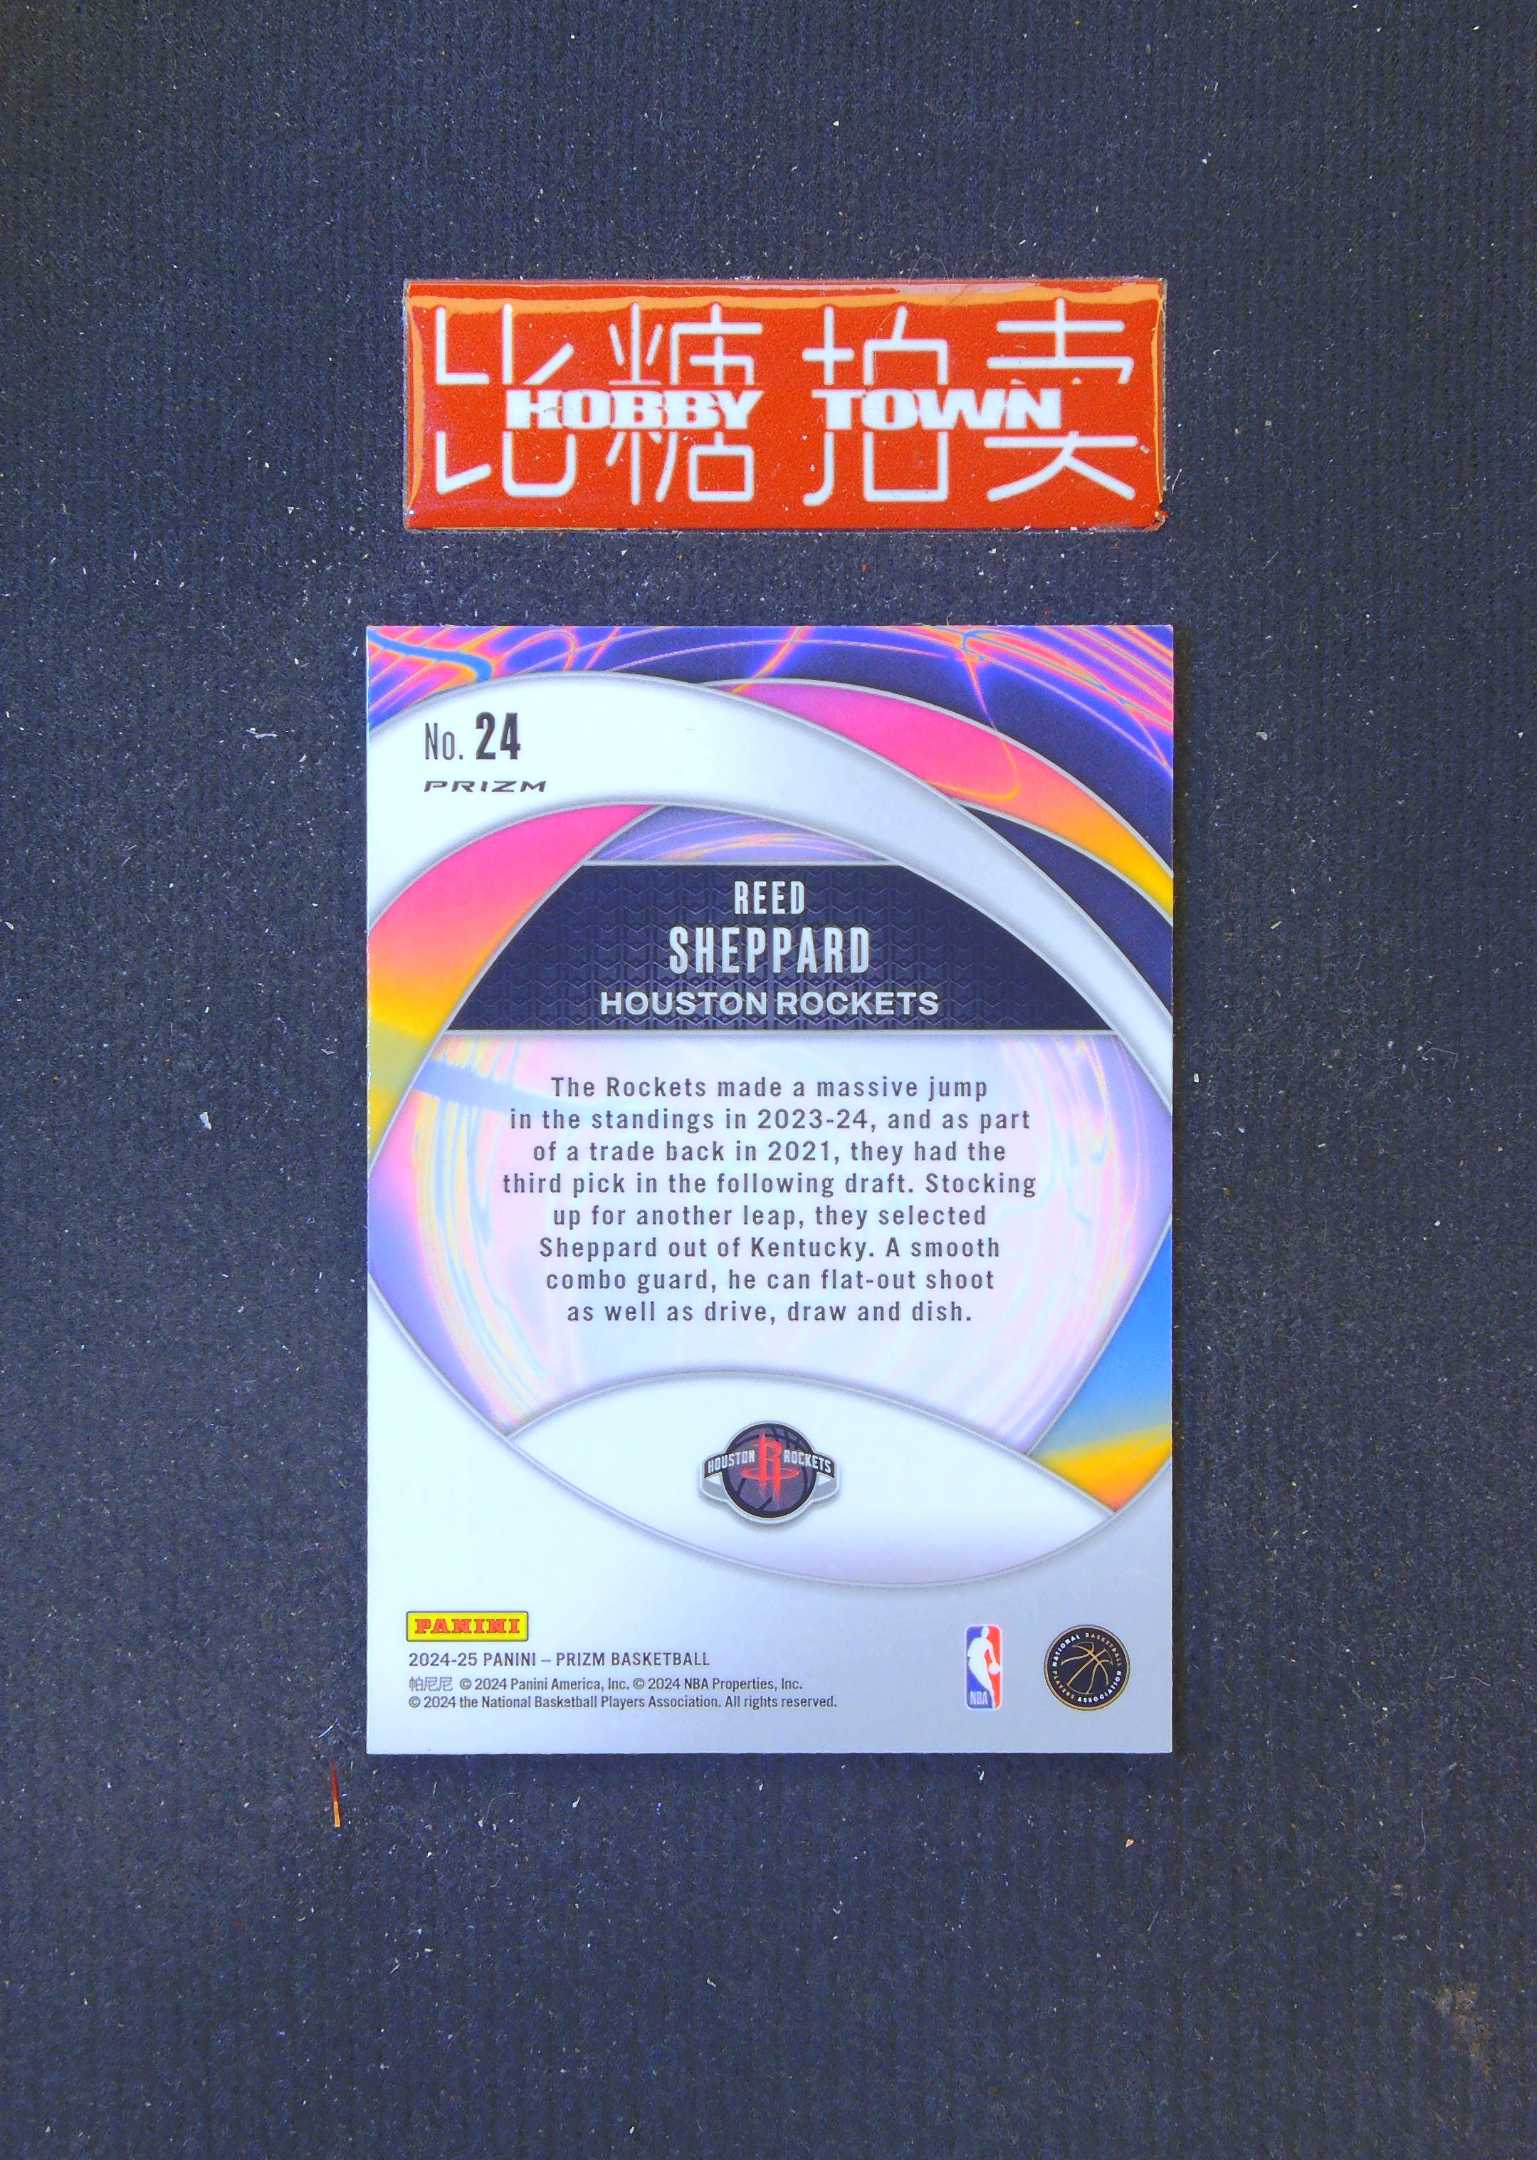 比糖拍卖
HOBBY TOWN
No. 24
PRIZM
REED
SHEPPARD
HOUSTON ROCKETS
The Rockets made a massive jump
in the standings in 2023-24, and as part
of a trade back in 2021, they had the
third pick in the following draft. Stocking
up for another leap, they selected
Sheppard out of Kentucky. A smooth
combo guard, he can flat-out shoot
as well as drive, draw and dish.
HOUSTON R ROCKETS
PANINI
2024-25 PANINI – PRIZM BASKETBALL
帕尼尼 © 2024 Panini America, Inc. © 2024 NBA Properties, Inc.
© 2024 the National Basketball Players Association. All rights reserved.
NBA
NATIONAL BASKETBALL
PLAYERS ASSOCIATION